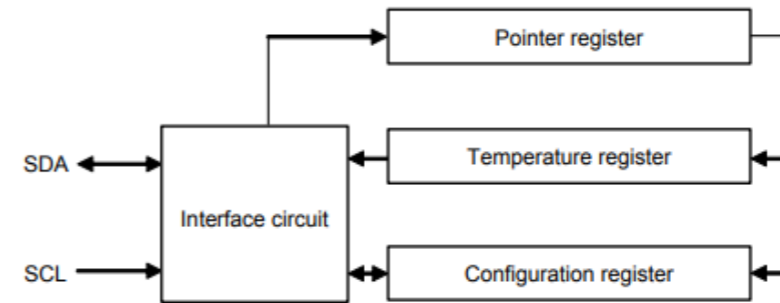 Pointer register
SDA
Temperature register
Interface circuit
SCL
Configuration register